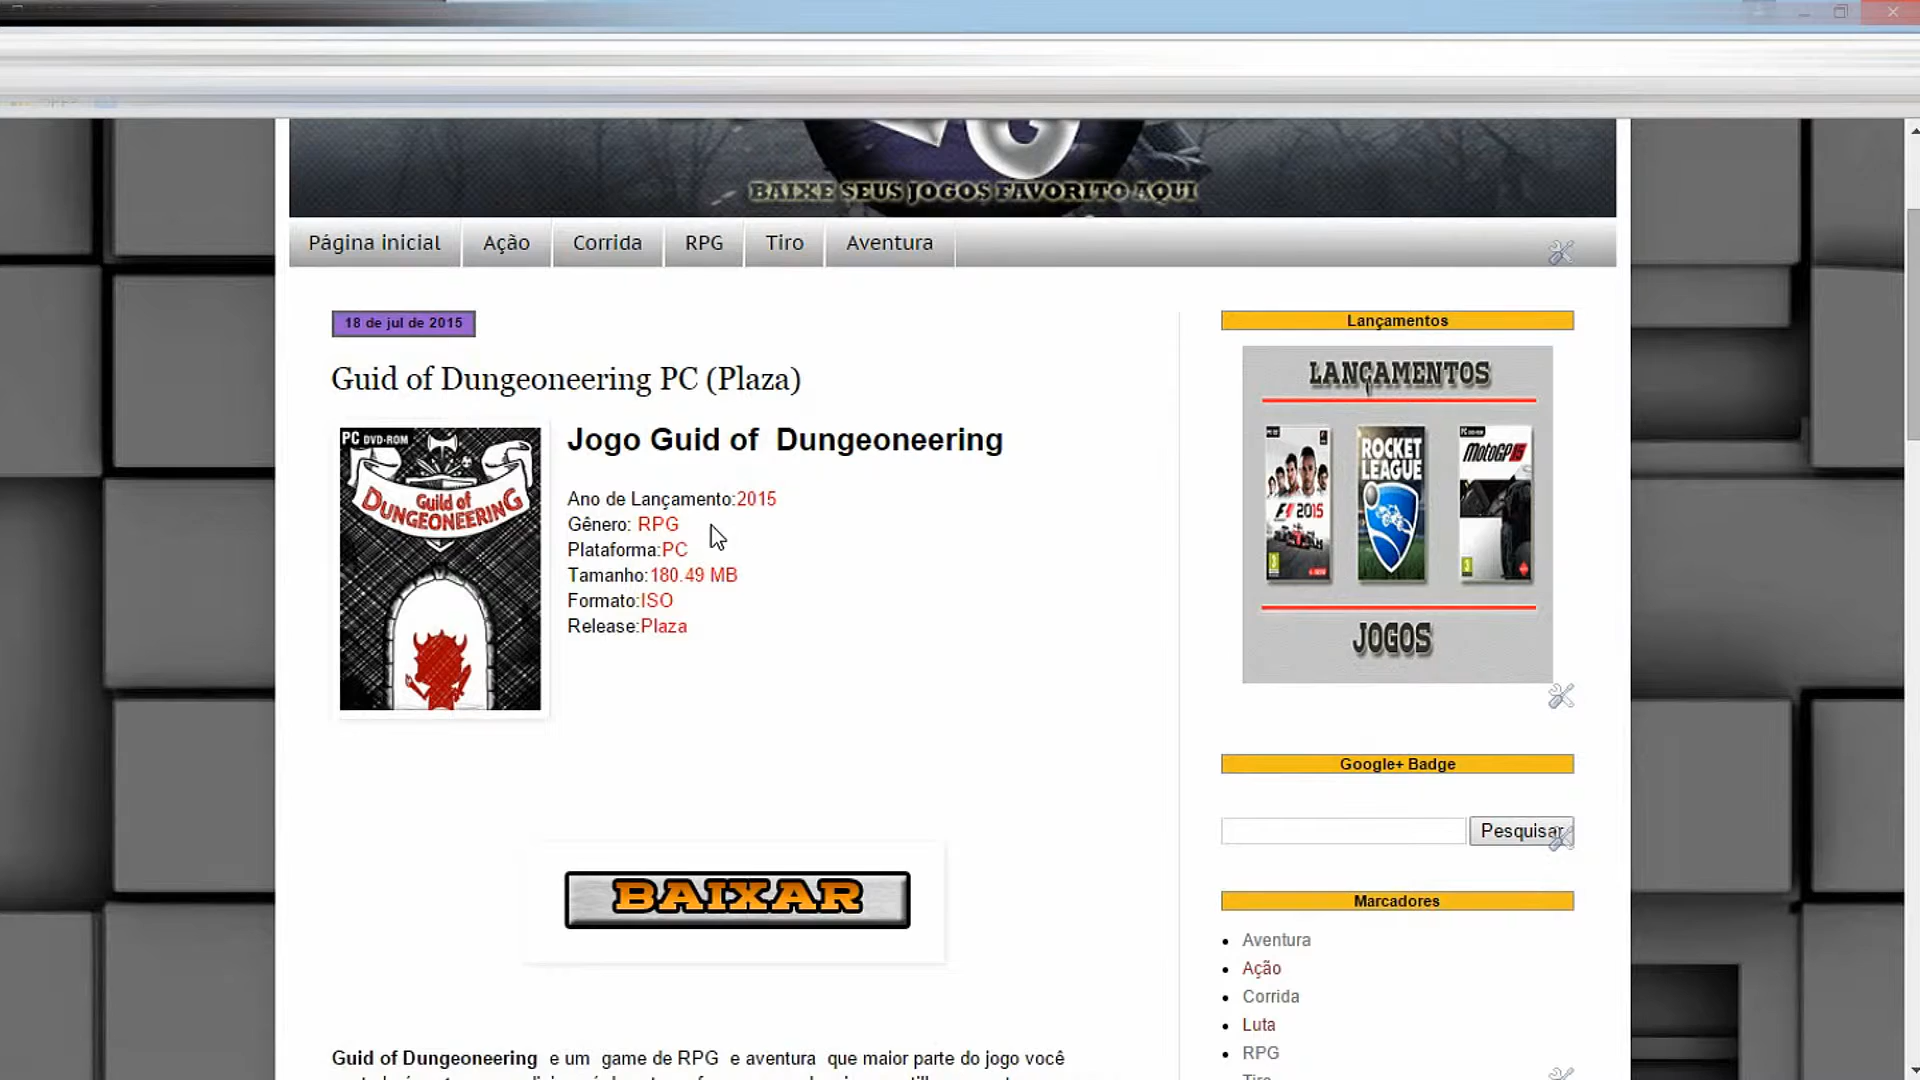 BAIXE SEUS JOGOS FAVORITO AQUI
Página inicial
Ação
Corrida
RPG
Tiro
Aventura
18 de jul de 2015
Guid of Dungeoneering PC (Plaza)
PC DVD-ROM
Guild of
DUNGEONEERING
Jogo Guid of Dungeoneering
Ano de Lançamento:2015
Gênero: RPG
Plataforma:PC
Tamanho:180.49 MB
Formato:ISO
Release:Plaza
BAIXAR
Guid of Dungeoneering e um game de RPG e aventura que maior parte do jogo você
Lançamentos
LANÇAMENTOS
F1 2015
ROCKET
LEAGUE
MotoGP 15
JOGOS
Google+ Badge
Pesquisar
Marcadores
Aventura
Ação
Corrida
Luta
RPG